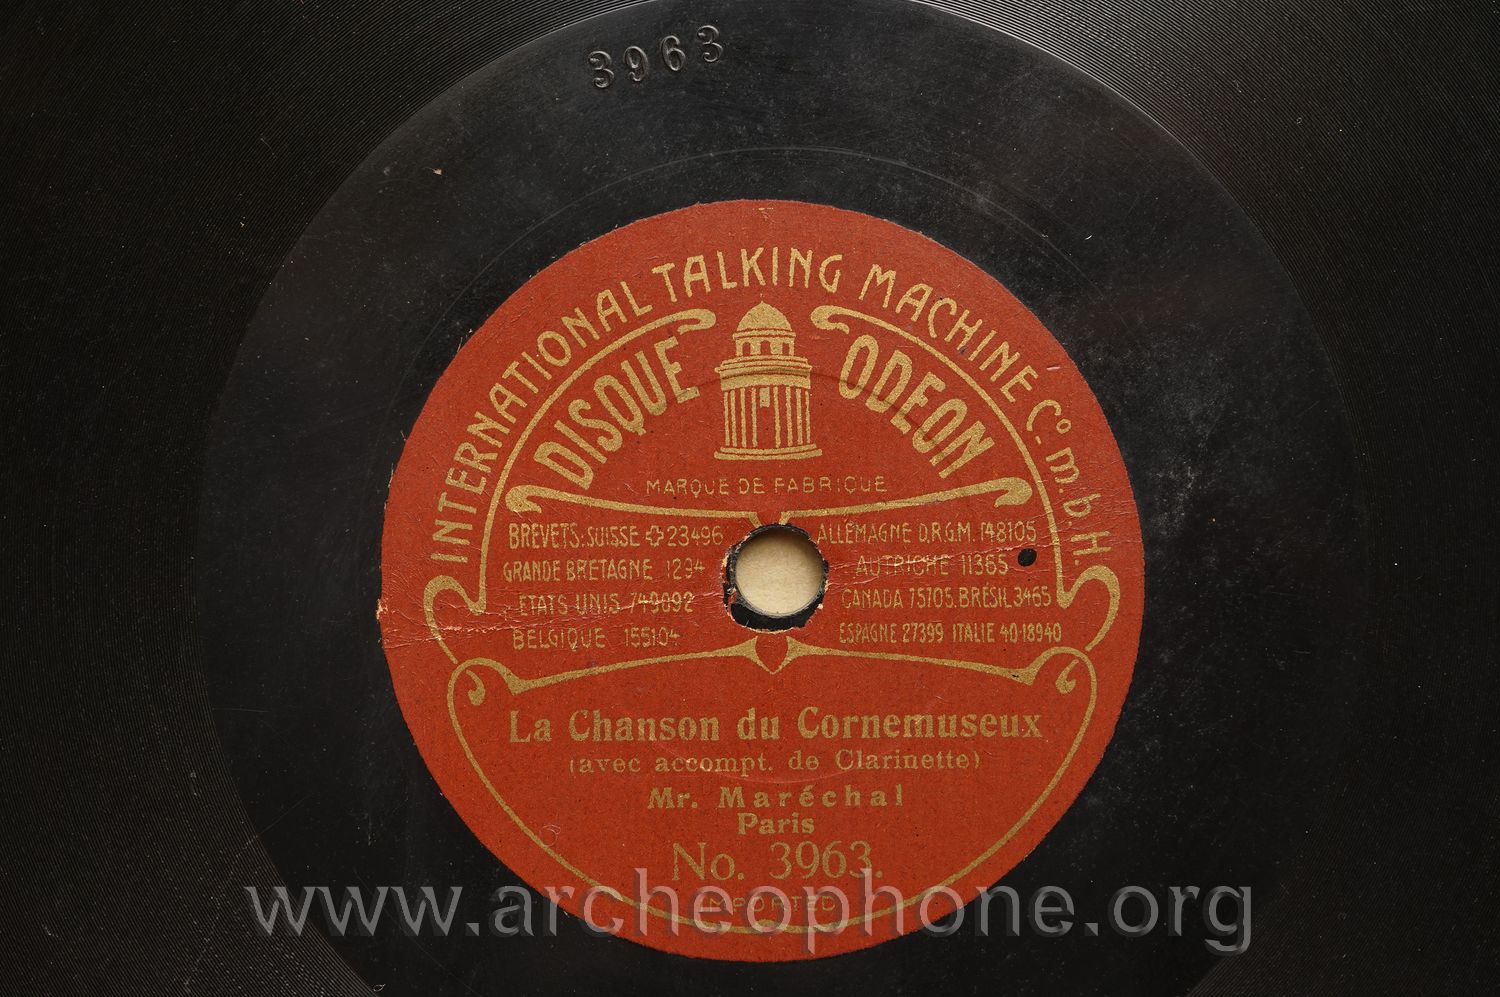 3963
INTERNATIONAL TALKING MACHINE Co. m.b.H.
DISQUE ODEON
MARQUE DE FABRIQUE
BREVETS: SUISSE 23496
GRANDE BRETAGNE 1294
ETATS UNIS 749092
BELGIQUE 155104
ALLEMAGNE D.R.G.M. 148105
AUTRICHE 11365
CANADA 75705. BRÉSIL 3465
ESPAGNE 27399 ITALIE 40·18940
La Chanson du Cornemuseux
(avec accompt. de Clarinette)
Mr. Maréchal
Paris
No. 3963.
IMPORTED
www.archeophone.org